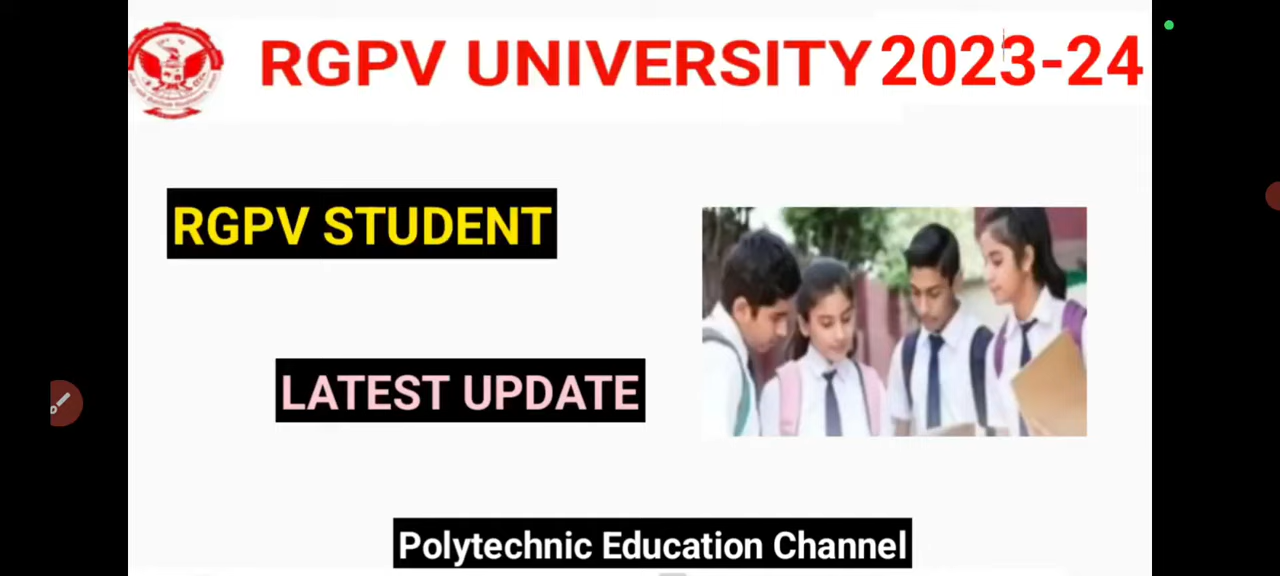 RGPV UNIVERSITY 2023-24
RGPV STUDENT
LATEST UPDATE
Polytechnic Education Channel